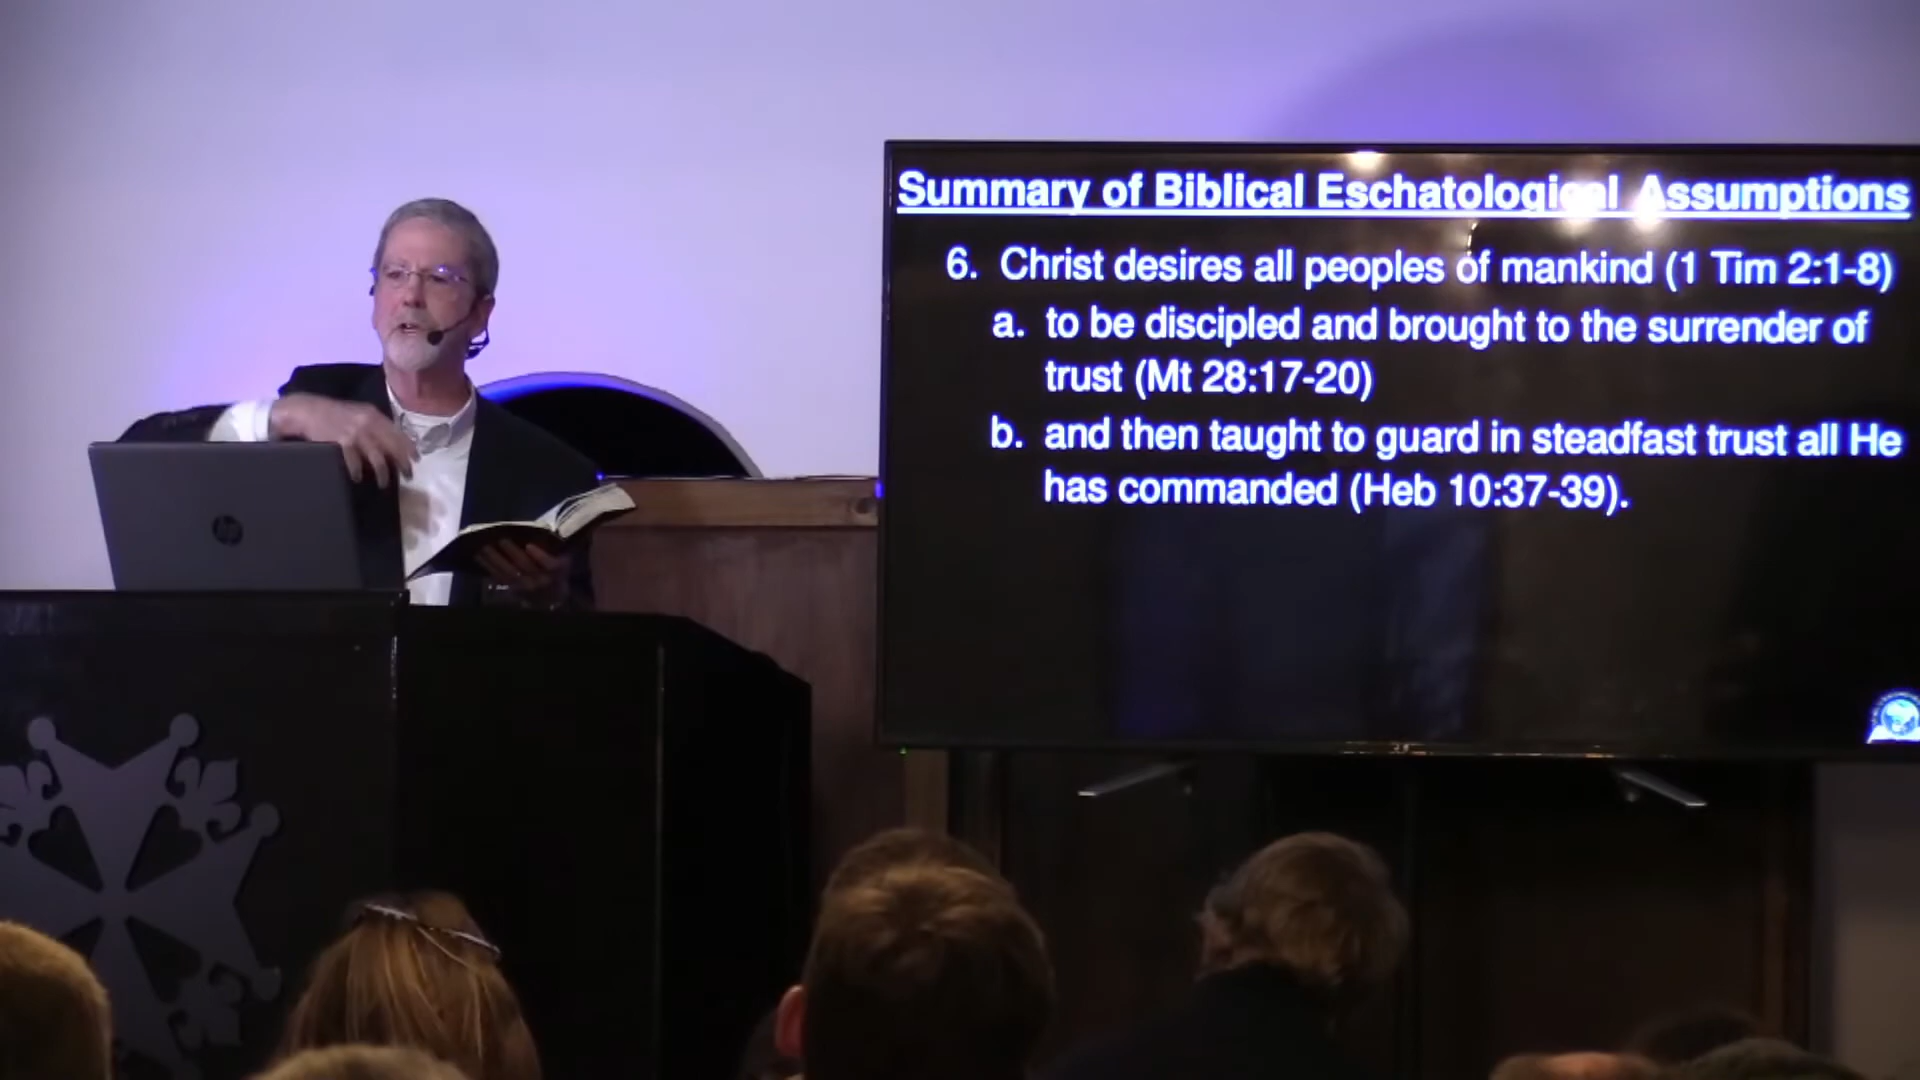 Summary of Biblical Eschatological Assumptions
6. Christ desires all peoples of mankind (1 Tim 2:1-8)
a. to be discipled and brought to the surrender of
trust (Mt 28:17-20)
b. and then taught to guard in steadfast trust all He
has commanded (Heb 10:37-39).
hp